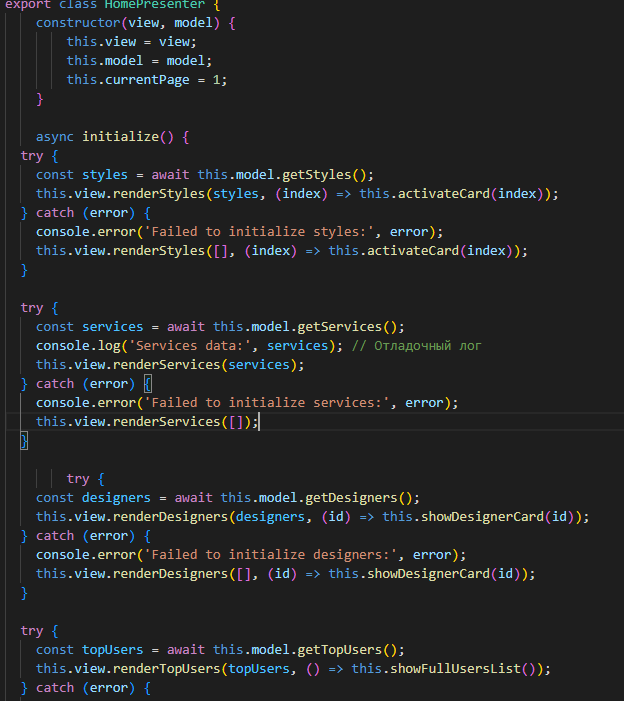 export class HomePresenter {
    constructor(view, model) {
        this.view = view;
        this.model = model;
        this.currentPage = 1;
    }

    async initialize() {
  try {
    const styles = await this.model.getStyles();
    this.view.renderStyles(styles, (index) => this.activateCard(index));
  } catch (error) {
    console.error('Failed to initialize styles:', error);
    this.view.renderStyles([], (index) => this.activateCard(index));
  }

  try {
    const services = await this.model.getServices();
    console.log('Services data:', services); // Отладочный лог
    this.view.renderServices(services);
  } catch (error) {
    console.error('Failed to initialize services:', error);
    this.view.renderServices([]);
  }

        try {
    const designers = await this.model.getDesigners();
    this.view.renderDesigners(designers, (id) => this.showDesignerCard(id));
  } catch (error) {
    console.error('Failed to initialize designers:', error);
    this.view.renderDesigners([], (id) => this.showDesignerCard(id));
  }

  try {
    const topUsers = await this.model.getTopUsers();
    this.view.renderTopUsers(topUsers, () => this.showFullUsersList());
  } catch (error) {